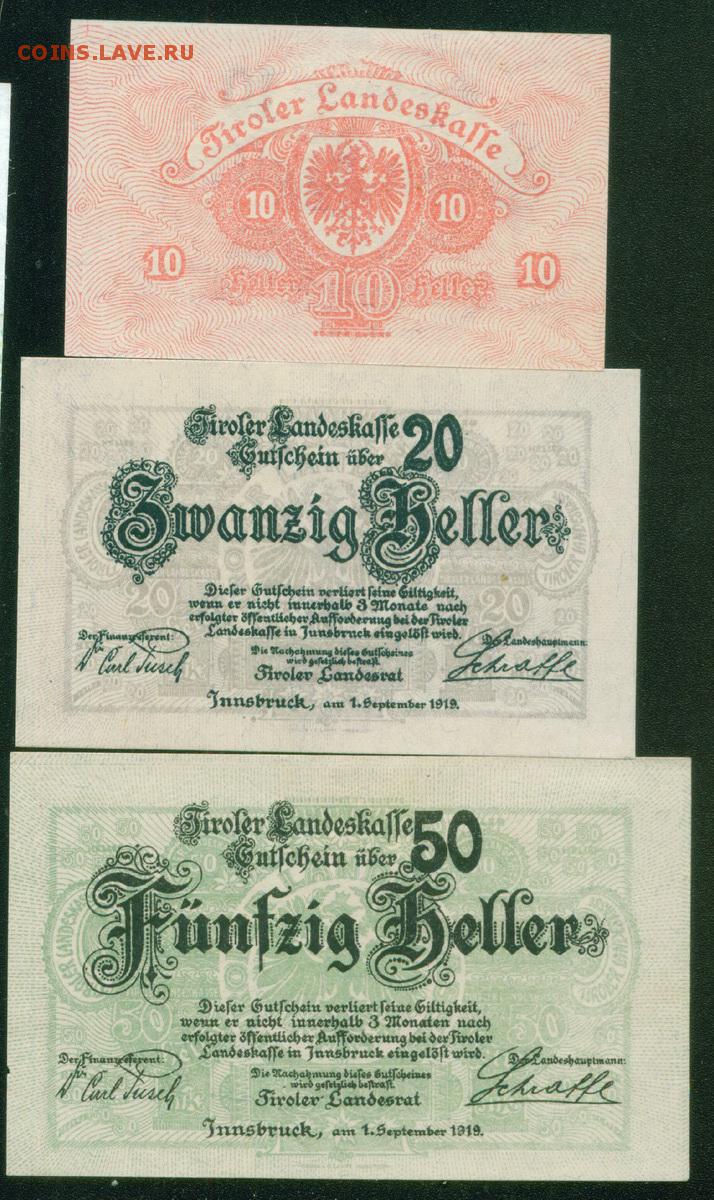 COINS.LAVE.RU
Tiroler Landeskasse
10 10
10 10
Heller 10 Heller
Tiroler Landeskasse 20
Gutschein über
Zwanzig Heller
Dieser Gutschein verliert seine Giltigkeit,
wenn er nicht innerhalb 3 Monate nach
erfolgter öffentlicher Aufforderung bei der Tiroler
Landeskasse in Innsbruck eingelöst wird.
Der Finanzreferent: Der Landeshauptmann:
Die Nachahmung dieses Gutscheines
wird gesetzlich bestraft.
Schraffl
Tiroler Landesrat
Innsbruck, am 1. September 1919.
Tiroler Landeskasse 50
Gutschein über
Fünfzig Heller
Dieser Gutschein verliert seine Giltigkeit,
wenn er nicht innerhalb 3 Monaten nach
erfolgter öffentlicher Aufforderung bei der Tiroler
Landeskasse in Innsbruck eingelöst wird.
Der Finanzreferent: Der Landeshauptmann:
Die Nachahmung dieses Gutscheines
wird gesetzlich bestraft.
Schraffl
Tiroler Landesrat
Innsbruck, am 1. September 1919.